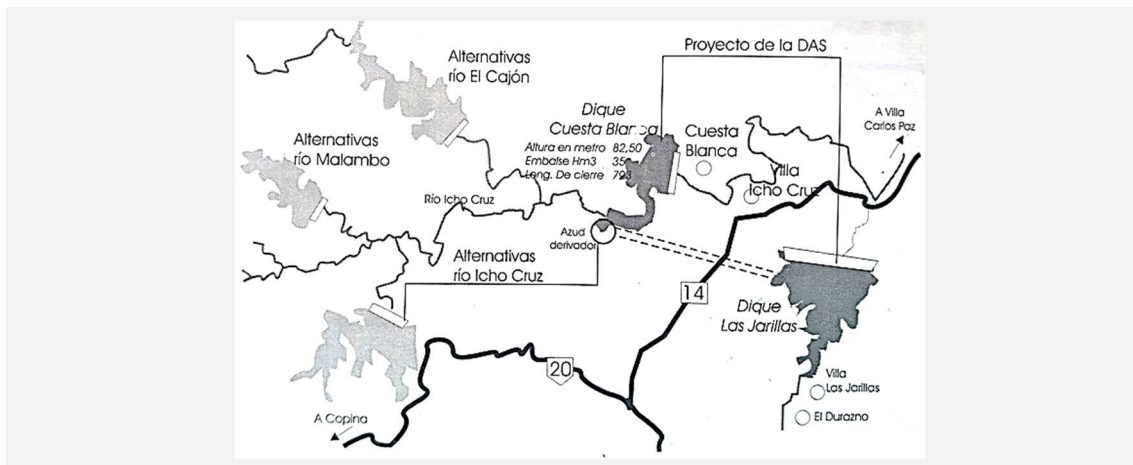 Proyecto de la DAS
Alternativas
río El Cajón
Dique
Cuesta Blanca
Altura en metro 82,50
Embalse Hm3
Long. De cierre
Cuesta
Blanca
A Villa
Carlos Paz
Alternativas
río Malambo
Villa
Icho Cruz
Río Icho Cruz
Azud
derivador
Alternativas
río Icho Cruz
14
Dique
Las Jarillas
20
Villa
Las Jarillas
El Durazno
A Copina